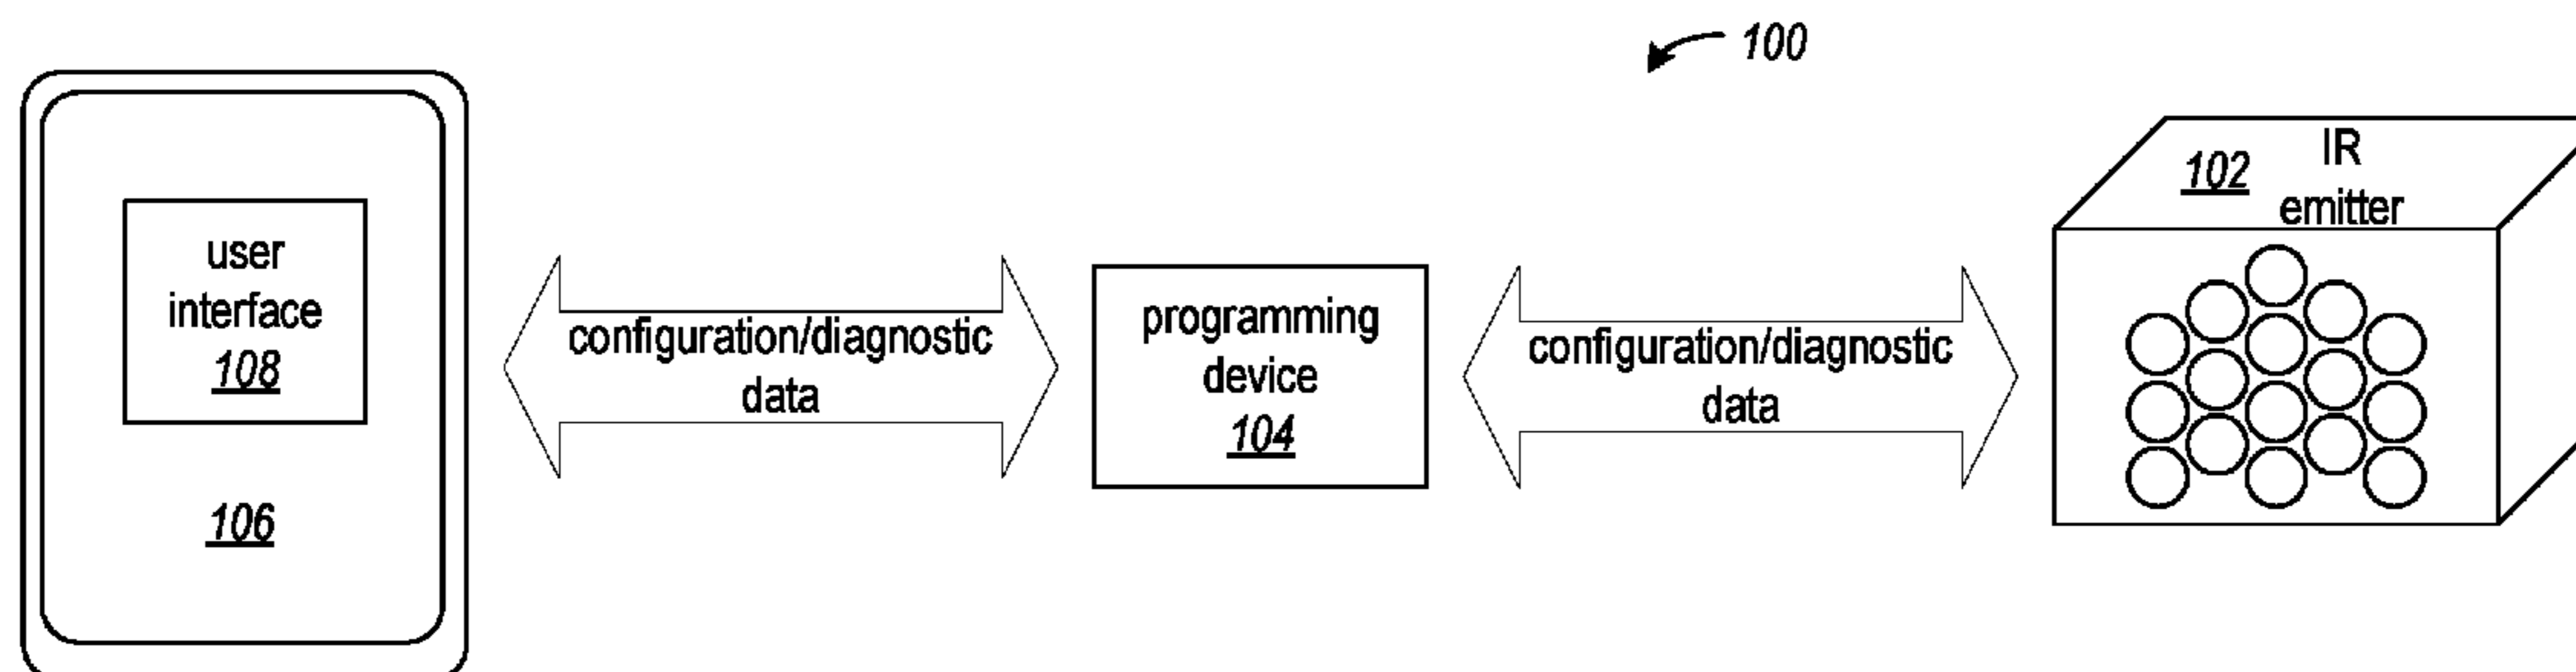 100
user
interface
108
106
configuration/diagnostic
data
programming
device
104
configuration/diagnostic
data
102
IR
emitter